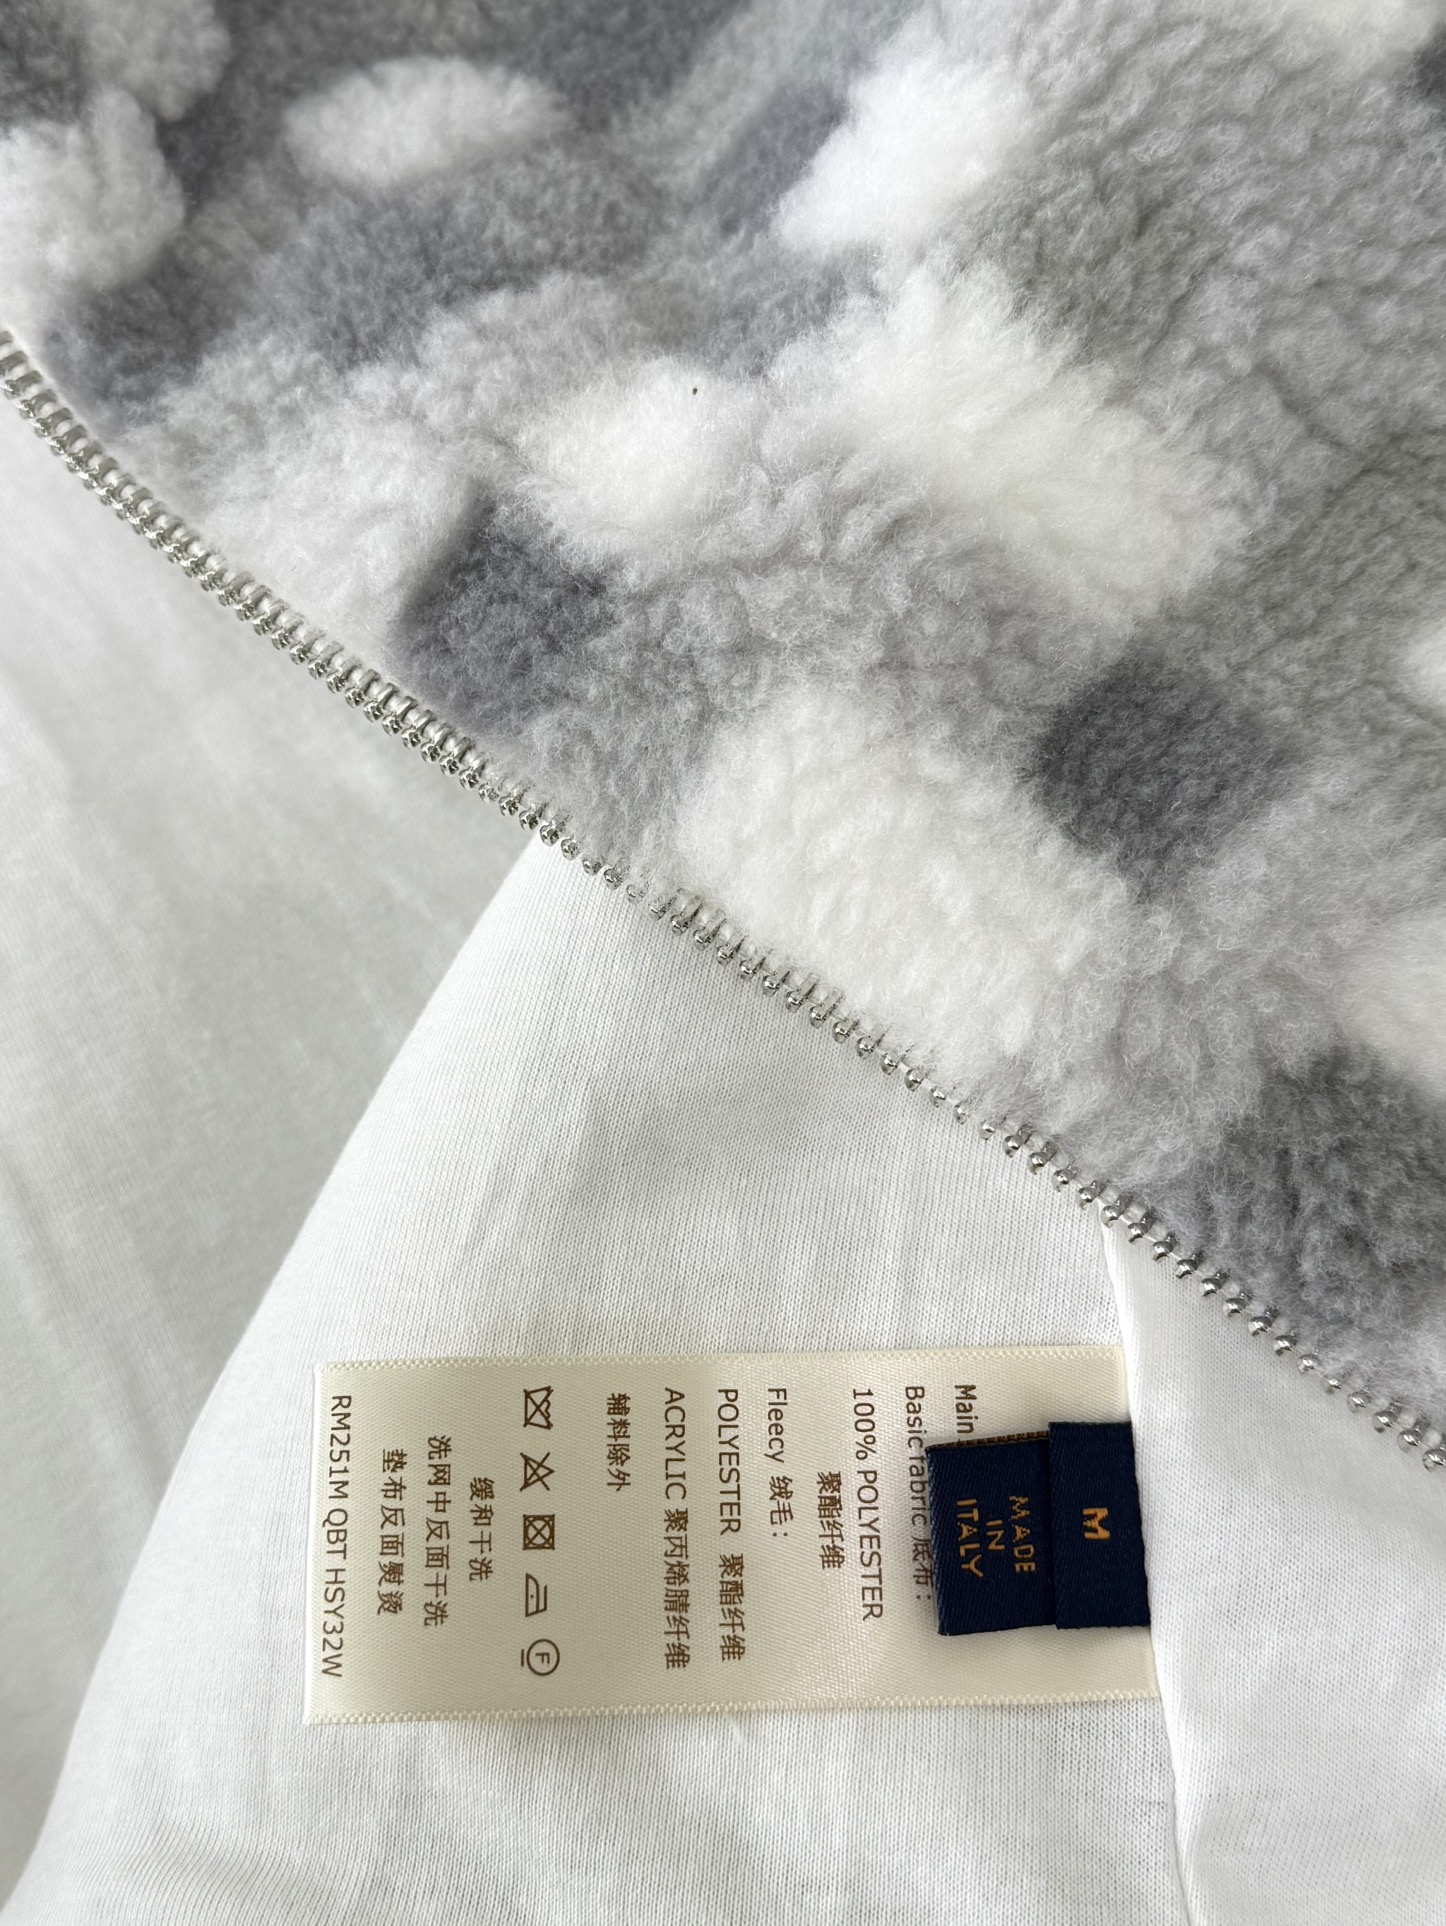 M
MADE
IN
ITALY
Main
Basic fabric 底布：
100% POLYESTER
聚酯纤维
Fleecy 绒毛：
POLYESTER 聚酯纤维
ACRYLIC 聚丙烯腈纤维
辅料除外
F
缓和干洗
洗网中反面干洗
垫布反面熨烫
RM251M QBT HSY32W